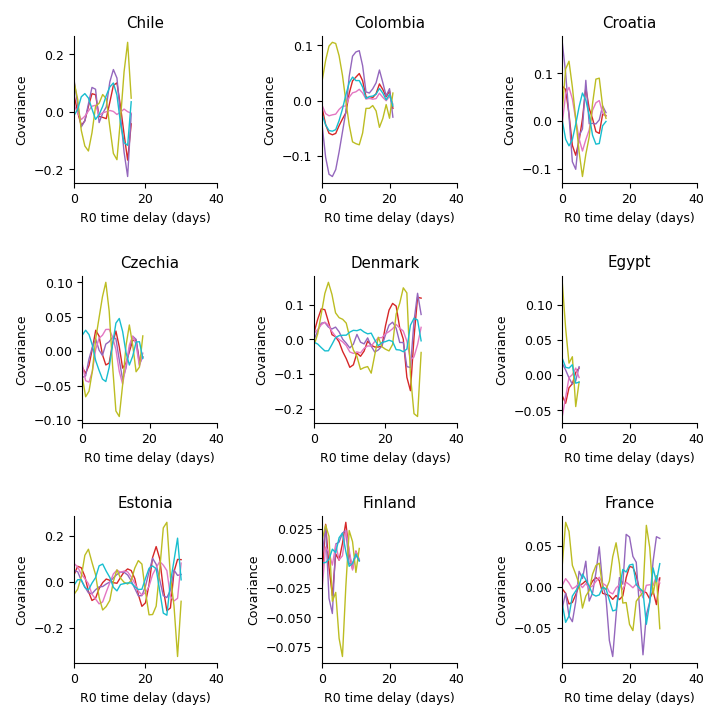 Chile Colombia Croatia
0.2 0.1 0.1
0.0 0.0 0.0
−0.2 −0.1 −0.1
Covariance Covariance Covariance
0 20 40 0 20 40 0 20 40
R0 time delay (days) R0 time delay (days) R0 time delay (days)
Czechia Denmark Egypt
0.10 0.1 0.10
0.05 0.0 0.05
0.00 −0.1 0.00
−0.05 −0.2 −0.05
−0.10
Covariance Covariance Covariance
0 20 40 0 20 40 0 20 40
R0 time delay (days) R0 time delay (days) R0 time delay (days)
Estonia Finland France
0.2 0.025 0.05
0.0 0.000 0.00
−0.2 −0.025 −0.05
−0.050
−0.075
Covariance Covariance Covariance
0 20 40 0 20 40 0 20 40
R0 time delay (days) R0 time delay (days) R0 time delay (days)